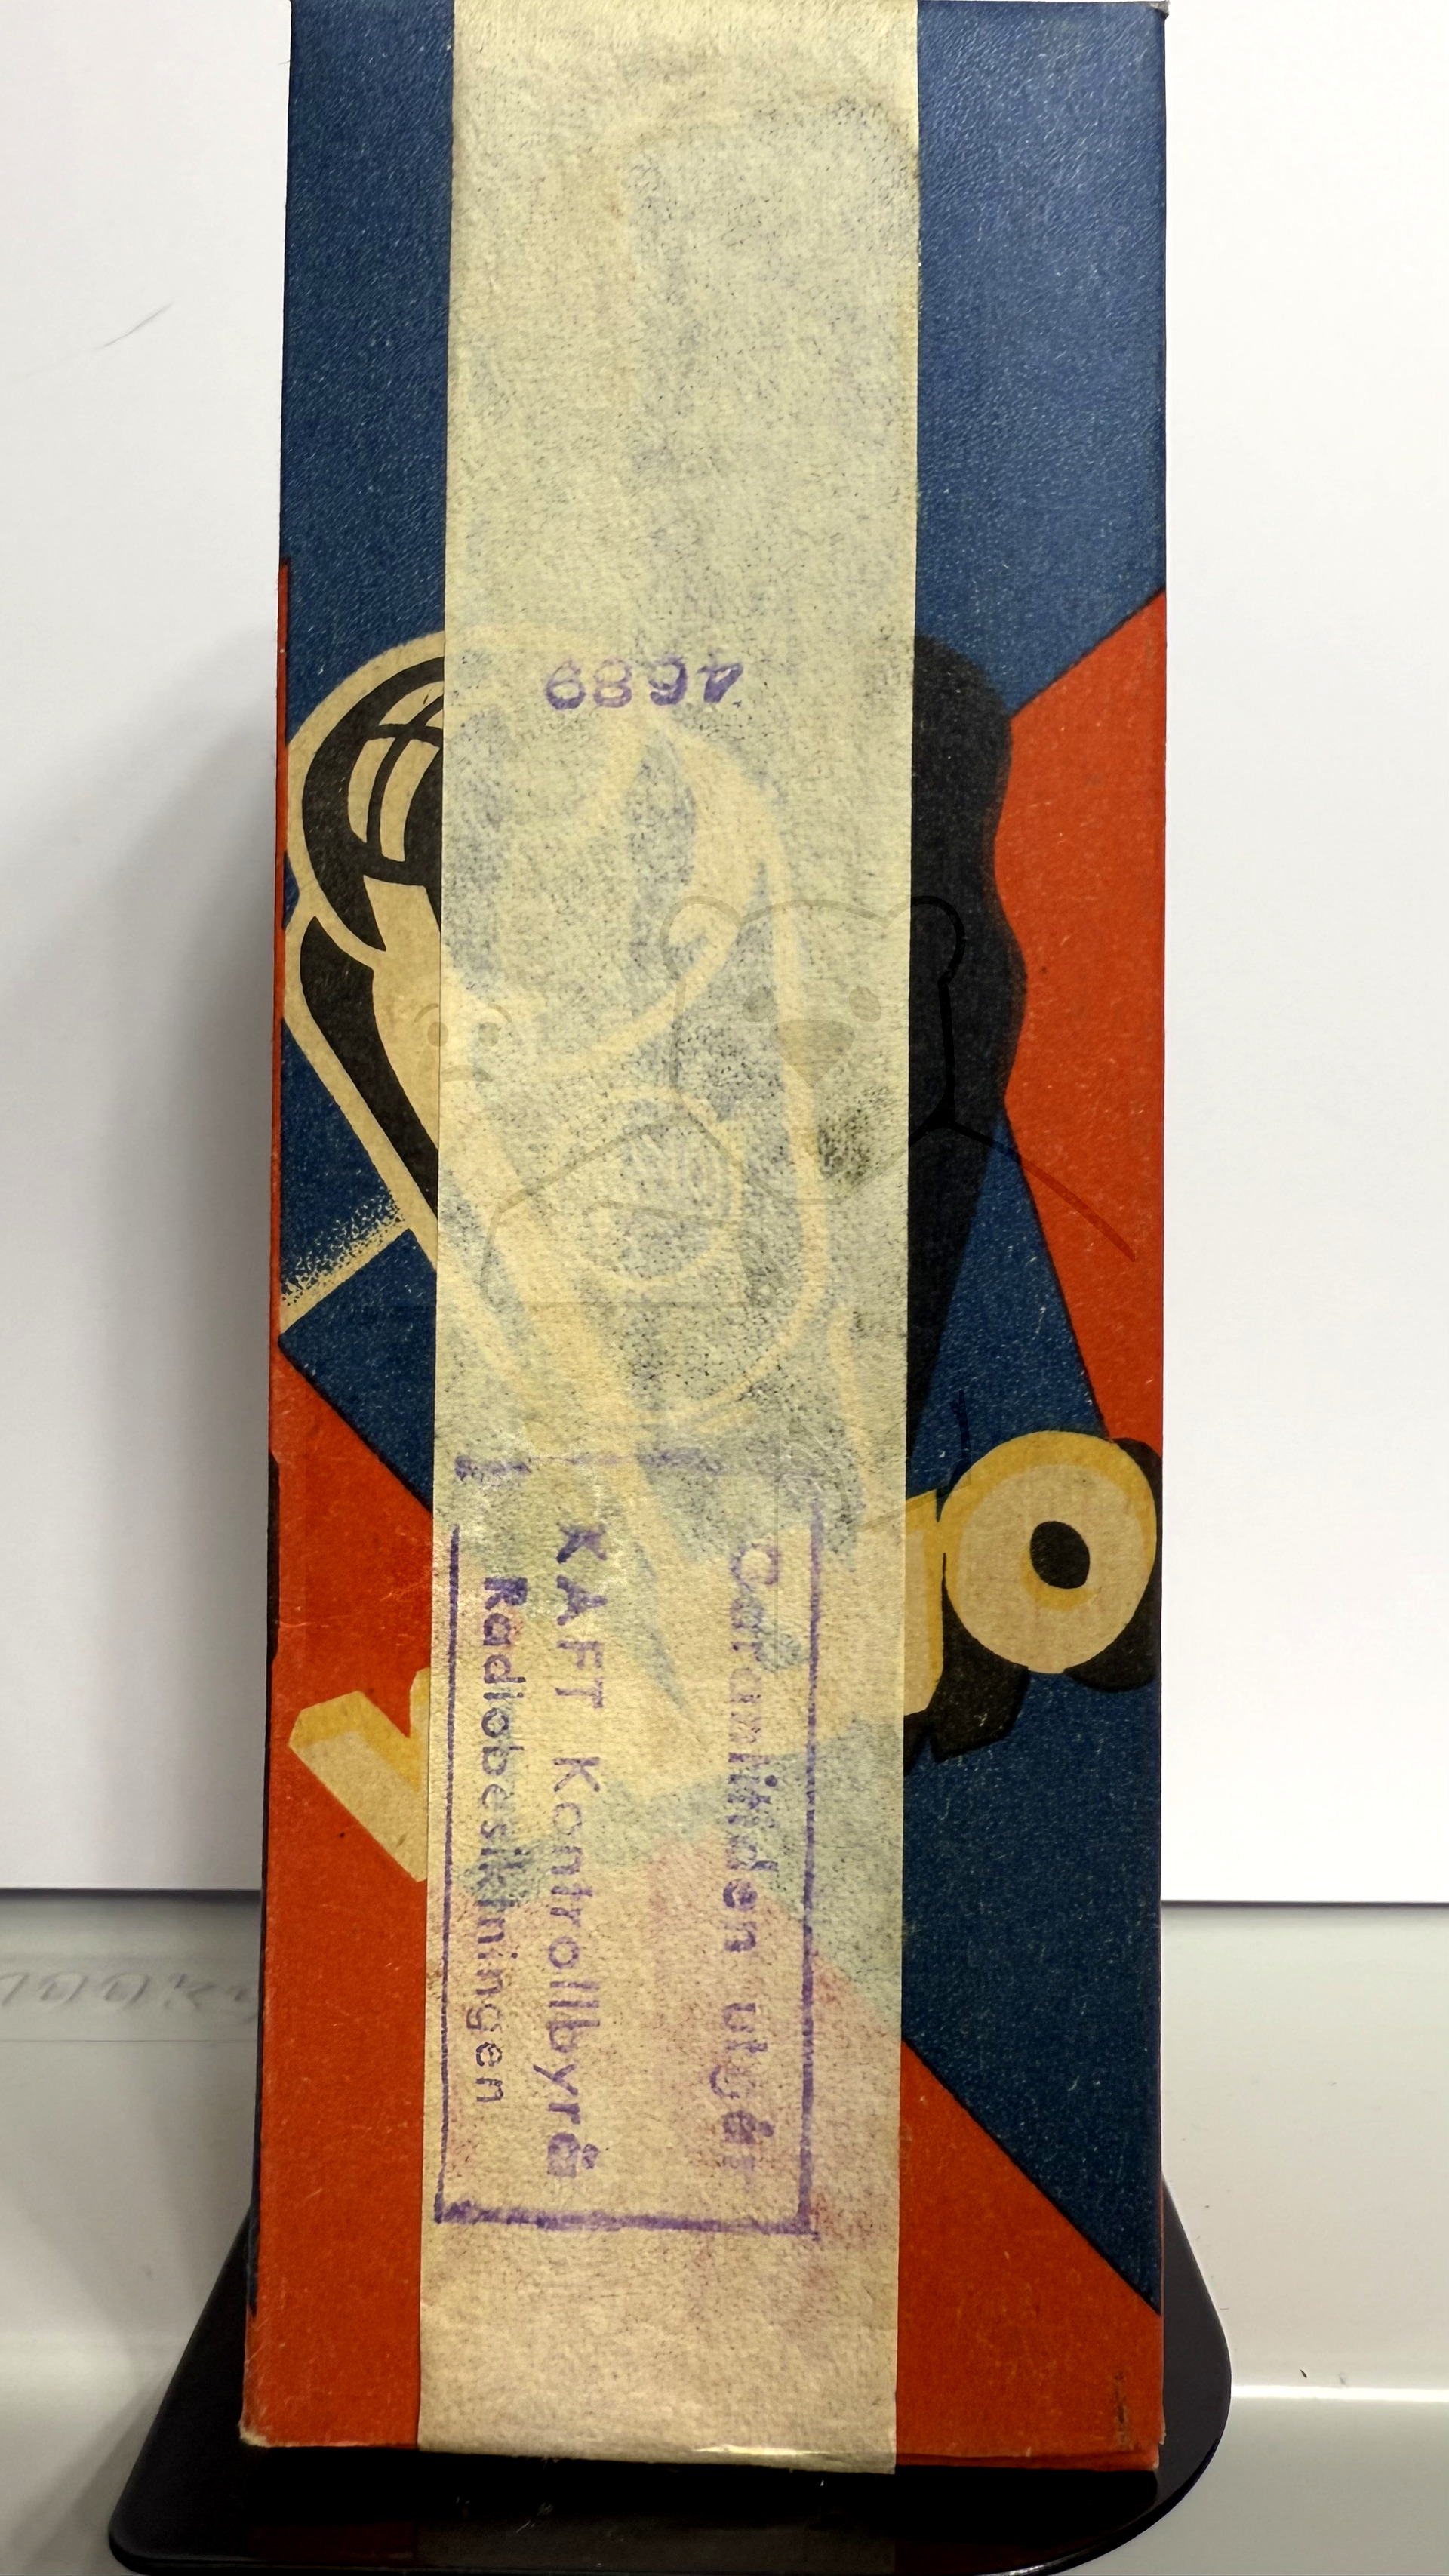 4689
Garantitiden utgår
KAFT Kontrollbyrå
Radiobesiktningen